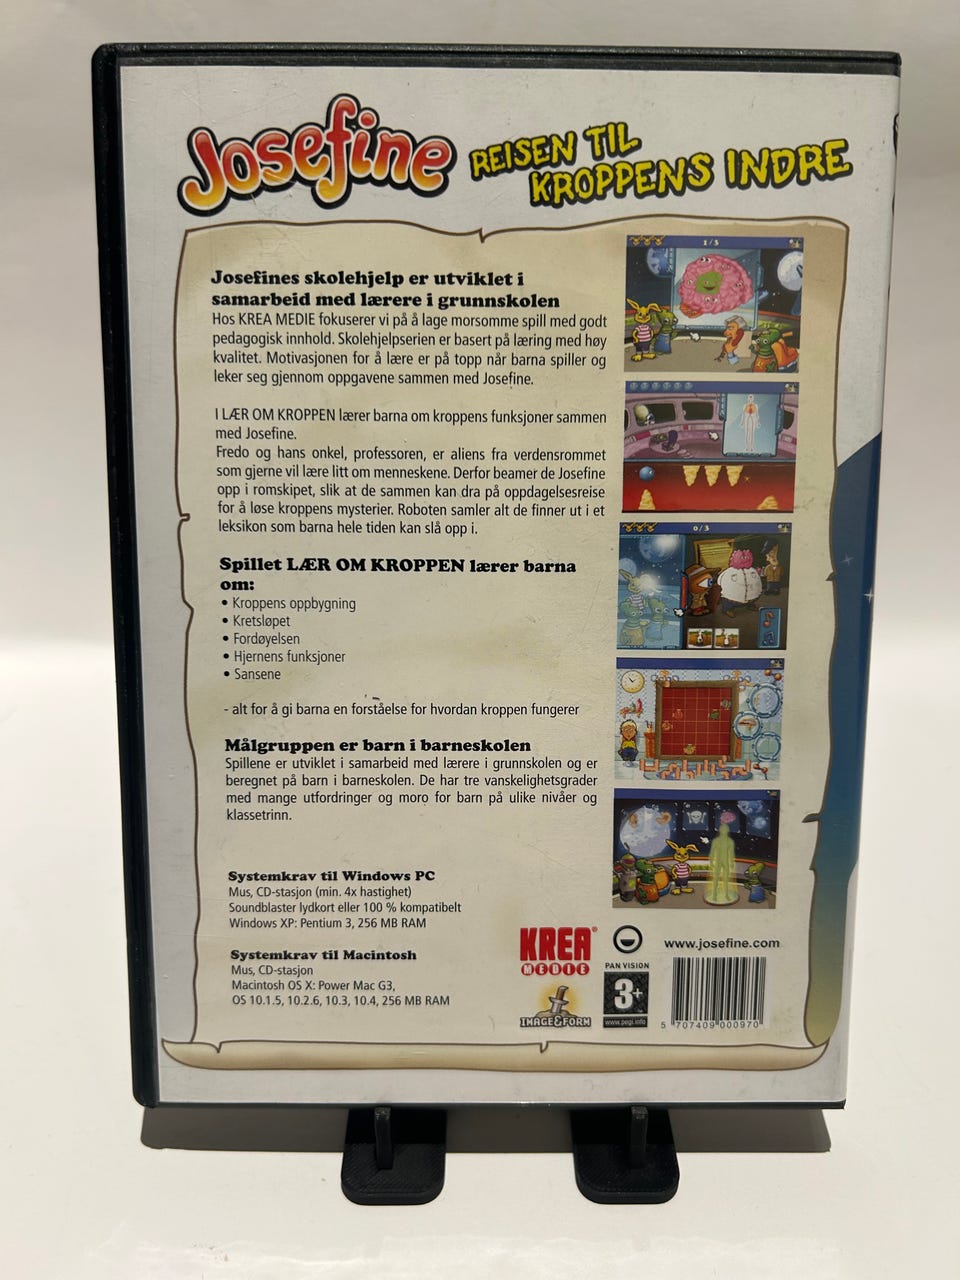 Josefine
REISEN TIL
KROPPENS INDRE
Josefines skolehjelp er utviklet i
samarbeid med lærere i grunnskolen
Hos KREA MEDIE fokuserer vi på å lage morsomme spill med godt
pedagogisk innhold. Skolehjelpserien er basert på læring med høy
kvalitet. Motivasjonen for å lære er på topp når barna spiller og
leker seg gjennom oppgavene sammen med Josefine.
I LÆR OM KROPPEN lærer barna om kroppens funksjoner sammen
med Josefine.
Fredo og hans onkel, professoren, er aliens fra verdensrommet
som gjerne vil lære litt om menneskene. Derfor beamer de Josefine
opp i romskipet, slik at de sammen kan dra på oppdagelsesreise
for å løse kroppens mysterier. Roboten samler alt de finner ut i et
leksikon som barna hele tiden kan slå opp i.
Spillet LÆR OM KROPPEN lærer barna
om:
• Kroppens oppbygning
• Kretsløpet
• Fordøyelsen
• Hjernens funksjoner
• Sansene
- alt for å gi barna en forståelse for hvordan kroppen fungerer
Målgruppen er barn i barneskolen
Spillene er utviklet i samarbeid med lærere i grunnskolen og er
beregnet på barn i barneskolen. De har tre vanskelighetsgrader
med mange utfordringer og moro for barn på ulike nivåer og
klassetrinn.
Systemkrav til Windows PC
Mus, CD-stasjon (min. 4x hastighet)
Soundblaster lydkort eller 100 % kompatibelt
Windows XP: Pentium 3, 256 MB RAM
Systemkrav til Macintosh
Mus, CD-stasjon
Macintosh OS X: Power Mac G3,
OS 10.1.5, 10.2.6, 10.3, 10.4, 256 MB RAM
1/3
0/3
KREA®
MEDIE
IMAGE&FORM
PAN VISION
3+
www.pegi.info
www.josefine.com
5 707409 000970